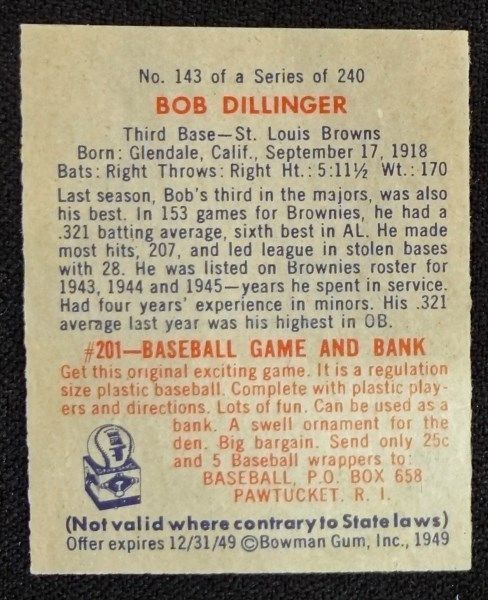 No. 143 of a Series of 240
BOB DILLINGER
Third Base—St. Louis Browns
Born: Glendale, Calif., September 17, 1918
Bats: Right Throws: Right Ht.: 5:11½ Wt.: 170
Last season, Bob's third in the majors, was also
his best. In 153 games for Brownies, he had a
.321 batting average, sixth best in AL. He made
most hits, 207, and led league in stolen bases
with 28. He was listed on Brownies roster for
1943, 1944 and 1945—years he spent in service.
Had four years' experience in minors. His .321
average last year was his highest in OB.
#201—BASEBALL GAME AND BANK
Get this original exciting game. It is a regulation
size plastic baseball. Complete with plastic play-
ers and directions. Lots of fun. Can be used as a
bank. A swell ornament for the
den. Big bargain. Send only 25c
and 5 Baseball wrappers to:
BASEBALL, P.O. BOX 658
PAWTUCKET. R. I.
(Not valid where contrary to State laws)
Offer expires 12/31/49 ©Bowman Gum, Inc., 1949